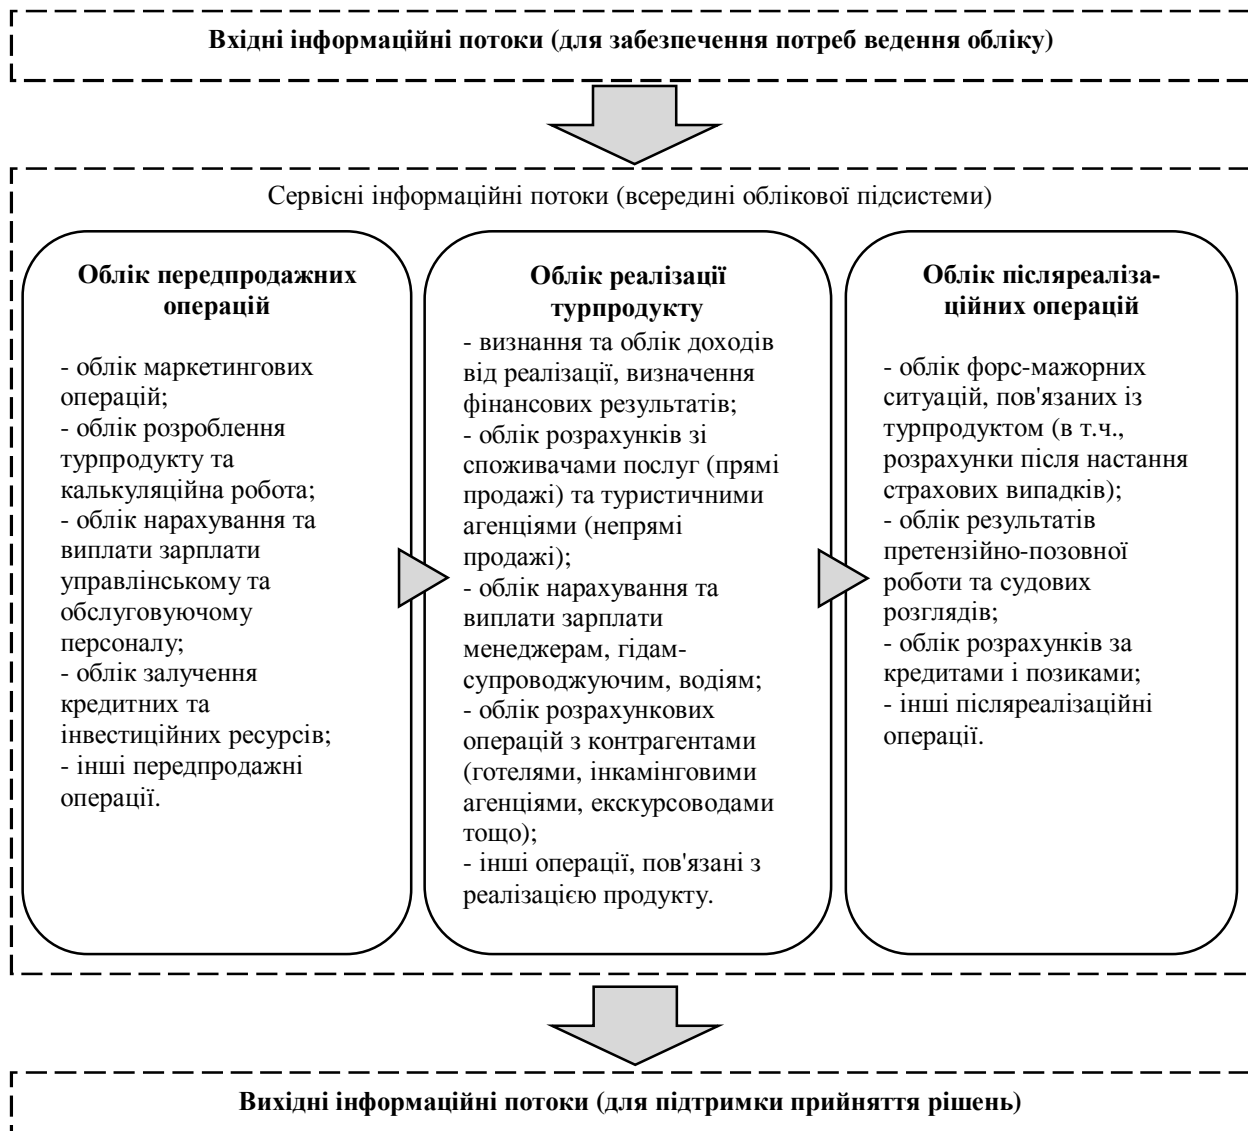 Вхідні інформаційні потоки (для забезпечення потреб ведення обліку)
Сервісні інформаційні потоки (всередині облікової підсистеми)
Облік передпродажних
операцій
- облік маркетингових
операцій;
- облік розроблення
турпродукту та
калькуляційна робота;
- облік нарахування та
виплати зарплати
управлінському та
обслуговуючому
персоналу;
- облік залучення
кредитних та
інвестиційних ресурсів;
- інші передпродажні
операції.
Облік реалізації
турпродукту
- визнання та облік доходів
від реалізації, визначення
фінансових результатів;
- облік розрахунків зі
споживачами послуг (прямі
продажі) та туристичними
агенціями (непрямі
продажі);
- облік нарахування та
виплати зарплати
менеджерам, гідам-
супроводжуючим, водіям;
- облік розрахункових
операцій з контрагентами
(готелями, інкамінговими
агенціями, екскурсоводами
тощо);
- інші операції, пов'язані з
реалізацією продукту.
Облік післяреаліза-
ційних операцій
- облік форс-мажорних
ситуацій, пов'язаних із
турпродуктом (в т.ч.,
розрахунки після настання
страхових випадків);
- облік результатів
претензійно-позовної
роботи та судових
розглядів;
- облік розрахунків за
кредитами і позиками;
- інші післяреалізаційні
операції.
Вихідні інформаційні потоки (для підтримки прийняття рішень)